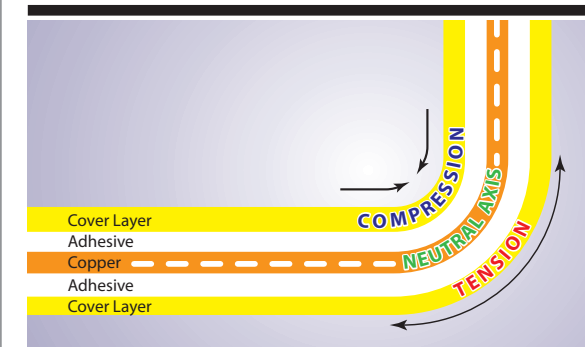 COMPRESSION
Cover Layer
Adhesive
NEUTRAL AXIS
Copper
TENSION
Adhesive
Cover Layer